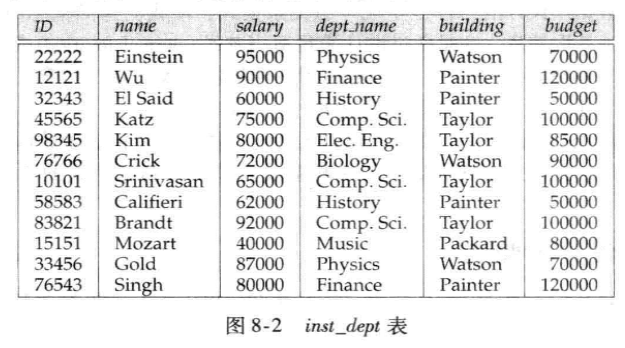 ID name salary dept_name building budget
22222 Einstein 95000 Physics Watson 70000
12121 Wu 90000 Finance Painter 120000
32343 El Said 60000 History Painter 50000
45565 Katz 75000 Comp. Sci. Taylor 100000
98345 Kim 80000 Elec. Eng. Taylor 85000
76766 Crick 72000 Biology Watson 90000
10101 Srinivasan 65000 Comp. Sci. Taylor 100000
58583 Califieri 62000 History Painter 50000
83821 Brandt 92000 Comp. Sci. Taylor 100000
15151 Mozart 40000 Music Packard 80000
33456 Gold 87000 Physics Watson 70000
76543 Singh 80000 Finance Painter 120000
图 8-2 inst_dept 表